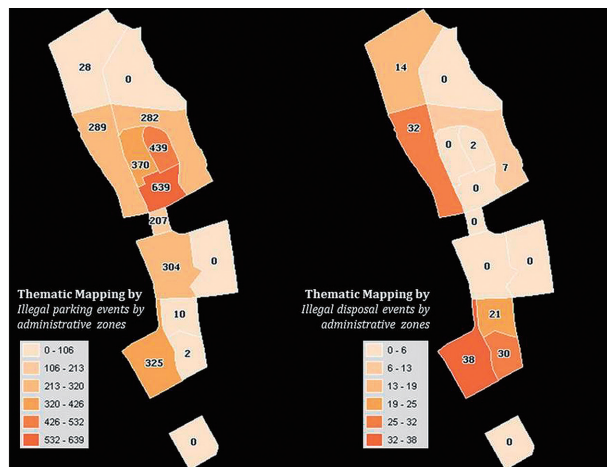 28
0
282
289
439
370
639
207
304
0
10
325
2
0
Thematic Mapping by
Illegal parking events by
administrative zones
0 - 106
106 - 213
213 - 320
320 - 426
426 - 532
532 - 639
14
0
32
0
2
7
0
0
0
0
21
38
30
0
Thematic Mapping by
Illegal disposal events by
administrative zones
0 - 6
6 - 13
13 - 19
19 - 25
25 - 32
32 - 38